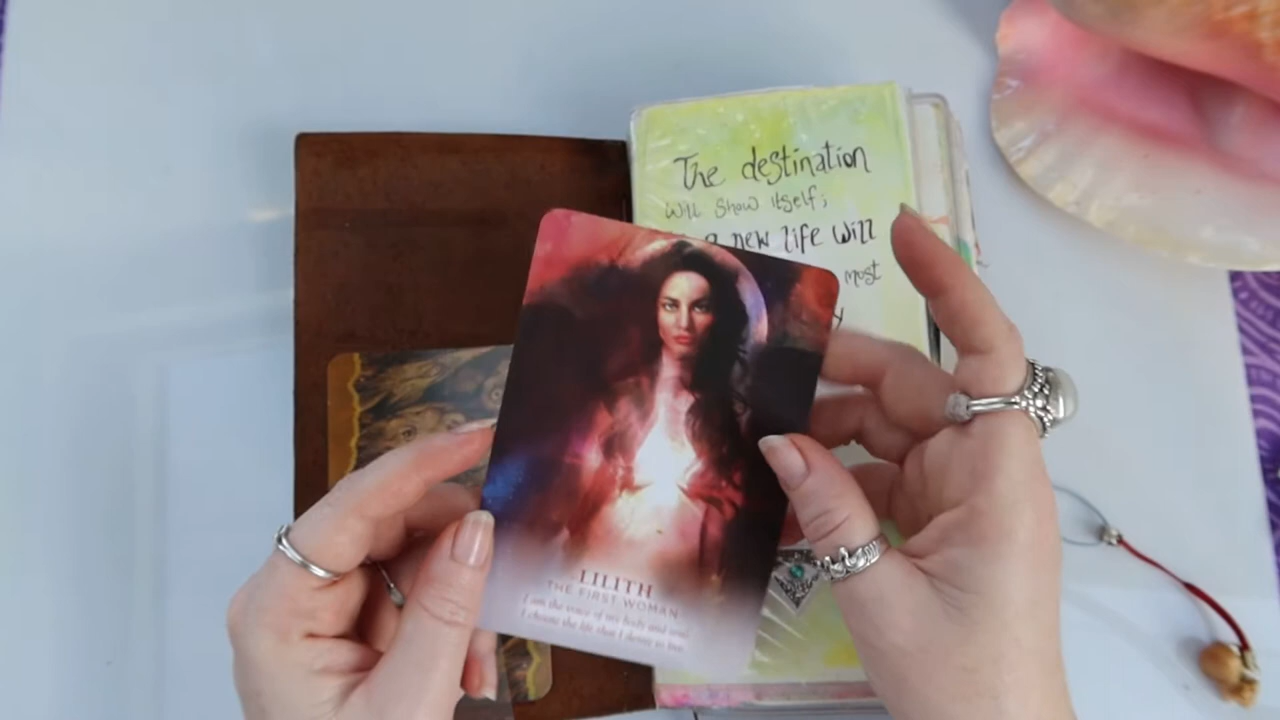 The destination
will show itself;
a new life will
most
y
LILITH
THE FIRST WOMAN
I am the voice of my body and soul.
I choose the life that I desire to live.